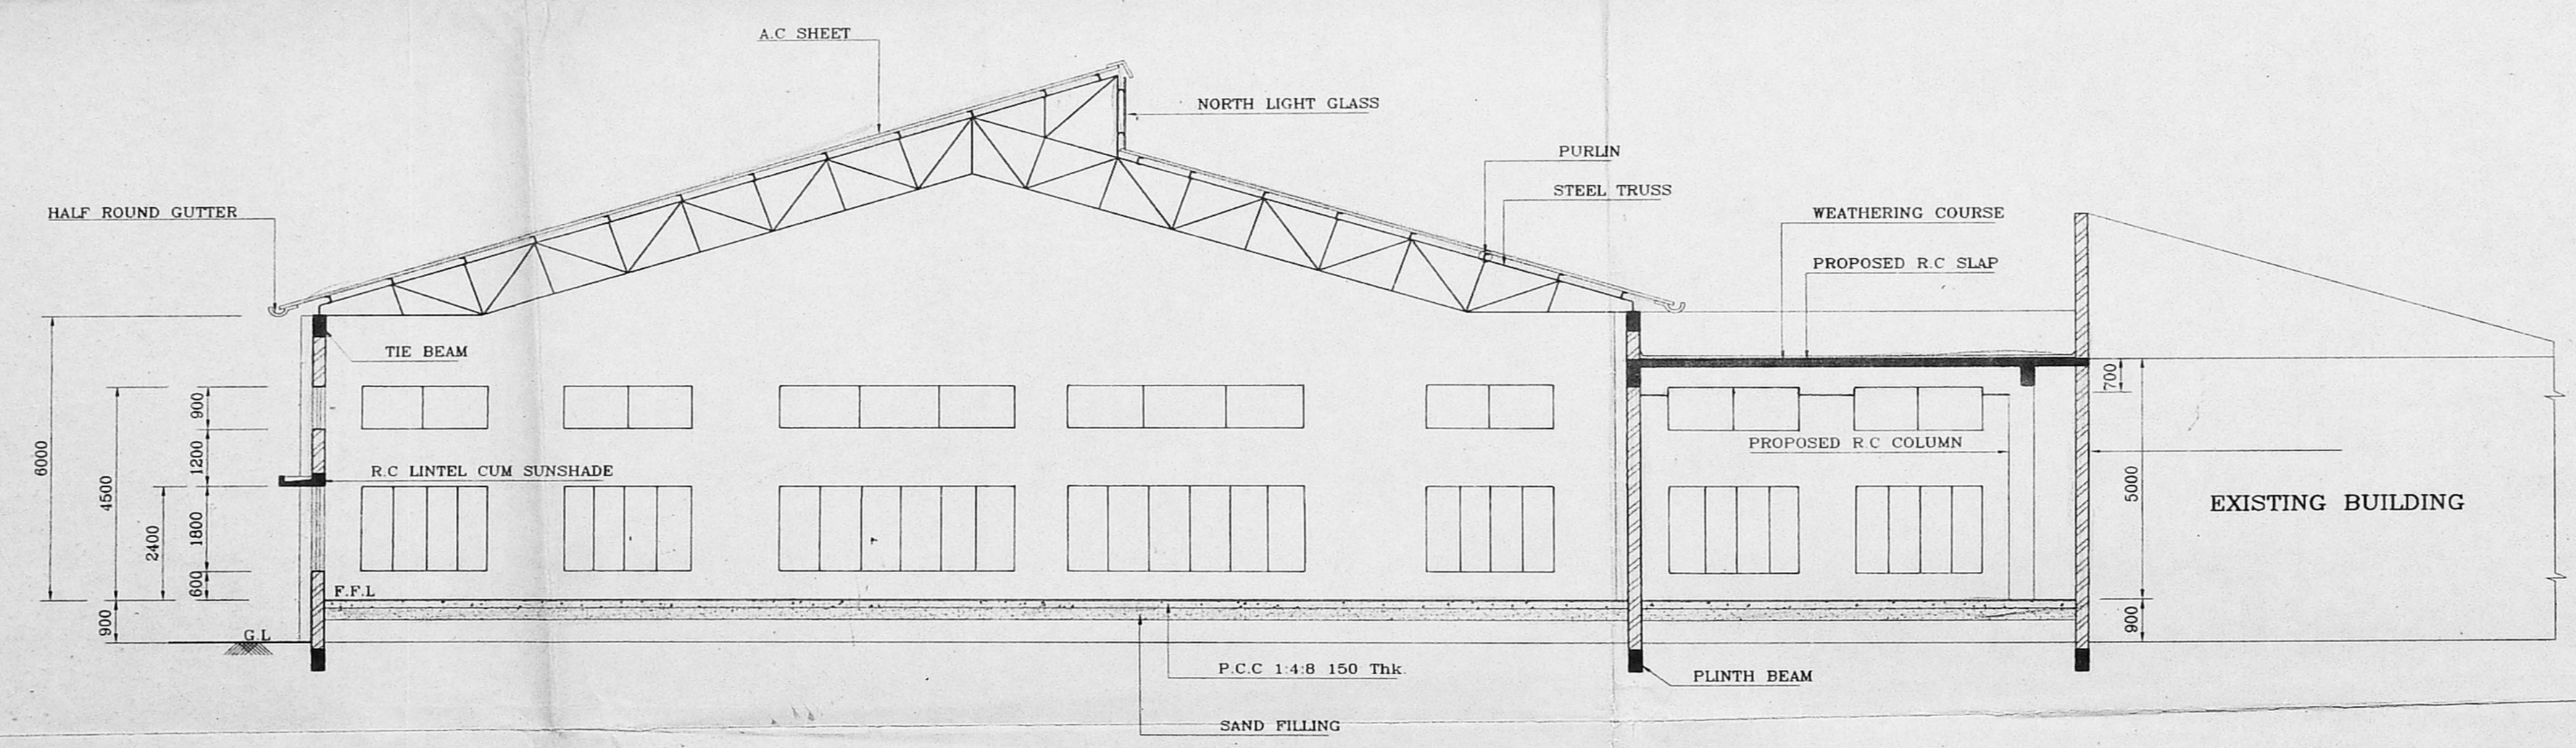 A.C SHEET
NORTH LIGHT GLASS
PURLIN
STEEL TRUSS
HALF ROUND GUTTER
WEATHERING COURSE
PROPOSED R.C SLAP
TIE BEAM
700
900
6000
1200
4500
R.C LINTEL CUM SUNSHADE
PROPOSED R.C COLUMN
5000
EXISTING BUILDING
2400
1800
600
F.F.L
900
G.L
900
P.C.C 1:4:8 150 Thk.
PLINTH BEAM
SAND FILLING